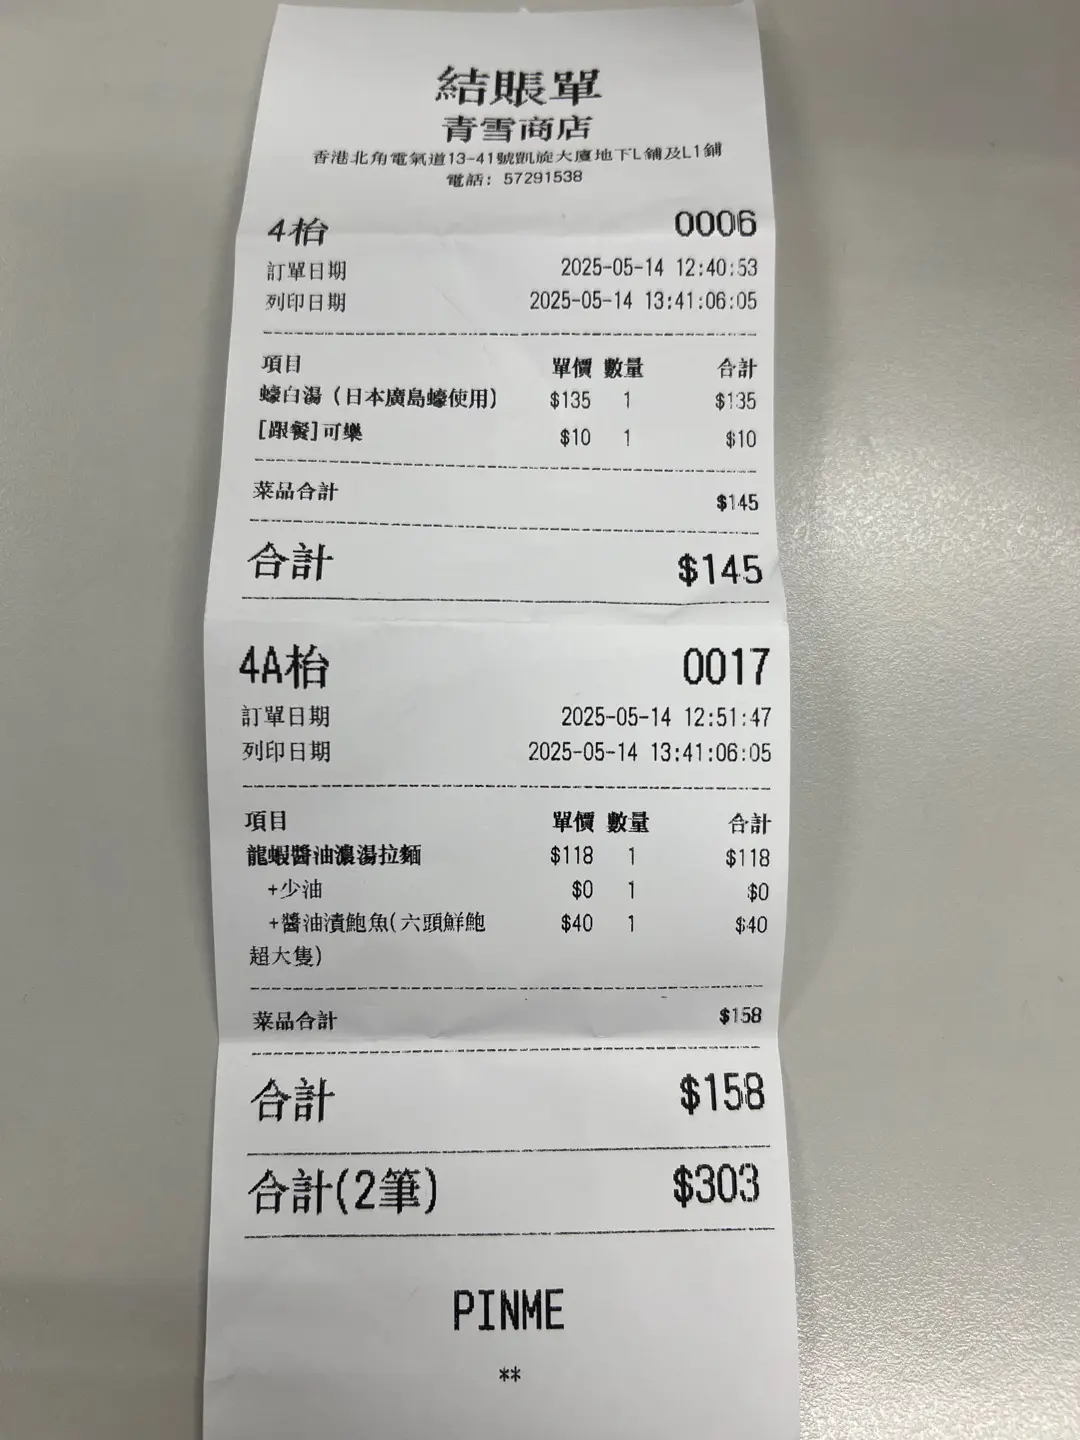 結賬單
青雪商店
香港北角電氣道13-41號凱旋大廈地下L鋪及L1鋪
電話: 57291538
4枱 0006
訂單日期 2025-05-14 12:40:53
列印日期 2025-05-14 13:41:06:05
項目 單價 數量 合計
蠔白湯（日本廣島蠔使用） $135 1 $135
[跟餐]可樂 $10 1 $10
菜品合計 $145
合計 $145
4A枱 0017
訂單日期 2025-05-14 12:51:47
列印日期 2025-05-14 13:41:06:05
項目 單價 數量 合計
龍蝦醬油濃湯拉麵 $118 1 $118
+少油 $0 1 $0
+醬油漬鮑魚(六頭鮮鮑 $40 1 $40
超大隻)
菜品合計 $158
合計 $158
合計(2筆) $303
PINME
**